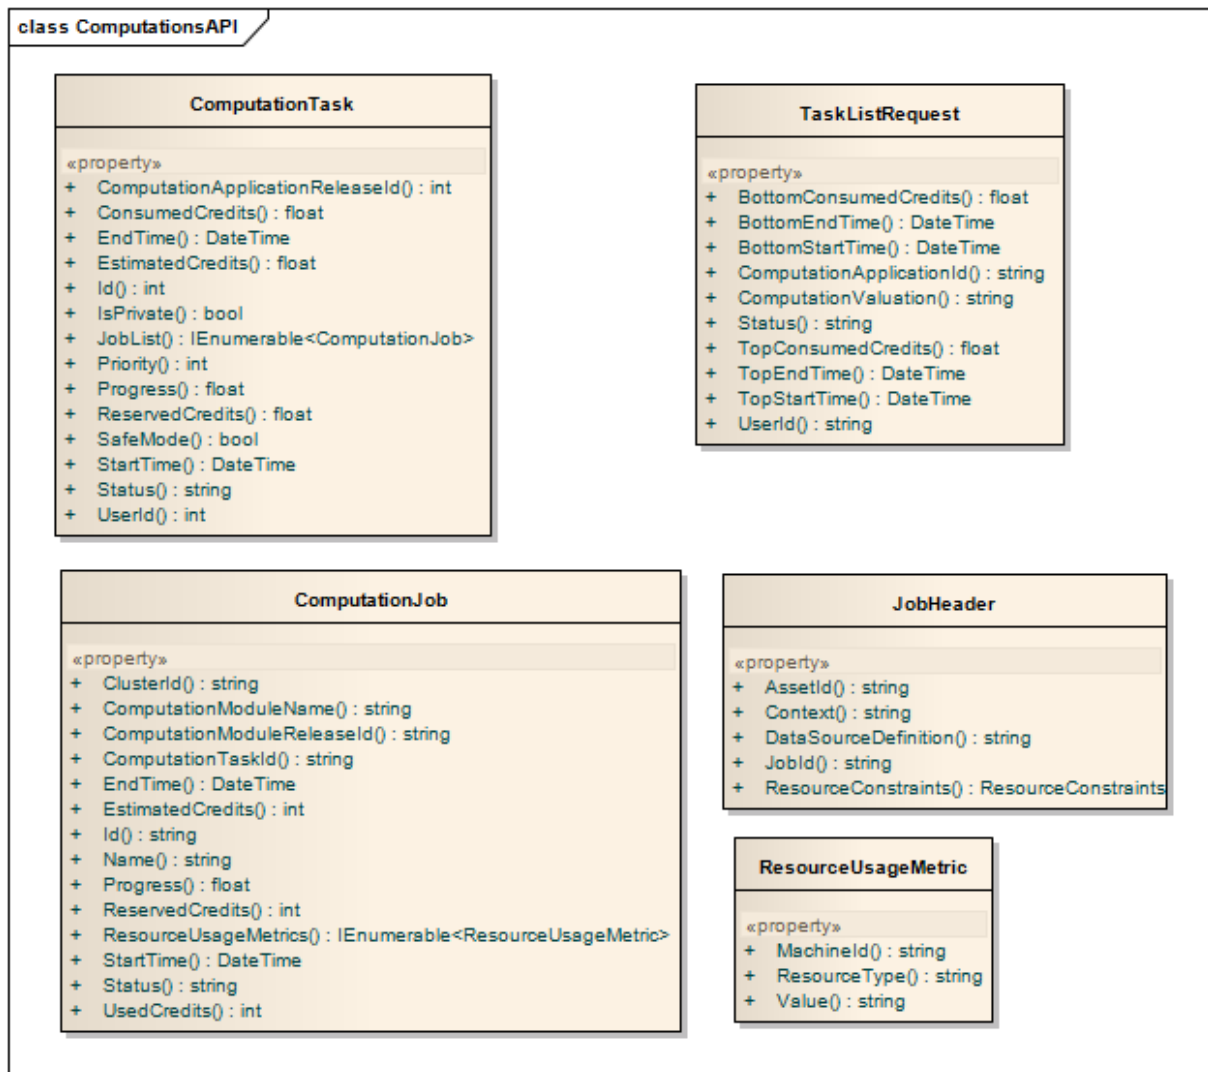 class ComputationsAPI
ComputationTask
«property»
+ ComputationApplicationReleaseId() : int
+ ConsumedCredits() : float
+ EndTime() : DateTime
+ EstimatedCredits() : float
+ Id() : int
+ IsPrivate() : bool
+ JobList() : IEnumerable<ComputationJob>
+ Priority() : int
+ Progress() : float
+ ReservedCredits() : float
+ SafeMode() : bool
+ StartTime() : DateTime
+ Status() : string
+ UserId() : int
TaskListRequest
«property»
+ BottomConsumedCredits() : float
+ BottomEndTime() : DateTime
+ BottomStartTime() : DateTime
+ ComputationApplicationId() : string
+ ComputationValuation() : string
+ Status() : string
+ TopConsumedCredits() : float
+ TopEndTime() : DateTime
+ TopStartTime() : DateTime
+ UserId() : string
ComputationJob
«property»
+ ClusterId() : string
+ ComputationModuleName() : string
+ ComputationModuleReleaseId() : string
+ ComputationTaskId() : string
+ EndTime() : DateTime
+ EstimatedCredits() : int
+ Id() : string
+ Name() : string
+ Progress() : float
+ ReservedCredits() : int
+ ResourceUsageMetrics() : IEnumerable<ResourceUsageMetric>
+ StartTime() : DateTime
+ Status() : string
+ UsedCredits() : int
JobHeader
«property»
+ AssetId() : string
+ Context() : string
+ DataSourceDefinition() : string
+ JobId() : string
+ ResourceConstraints() : ResourceConstraints
ResourceUsageMetric
«property»
+ MachineId() : string
+ ResourceType() : string
+ Value() : string